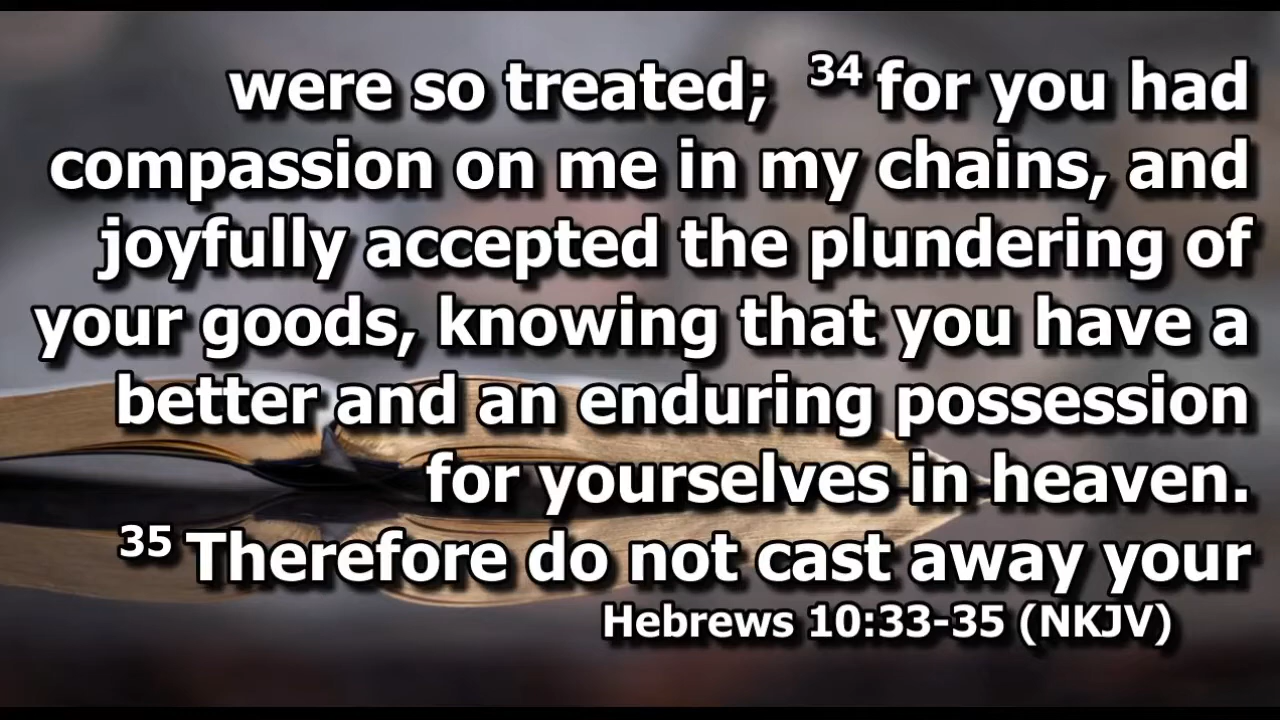 were so treated; 34 for you had
compassion on me in my chains, and
joyfully accepted the plundering of
your goods, knowing that you have a
better and an enduring possession
for yourselves in heaven.
35 Therefore do not cast away your
Hebrews 10:33-35 (NKJV)